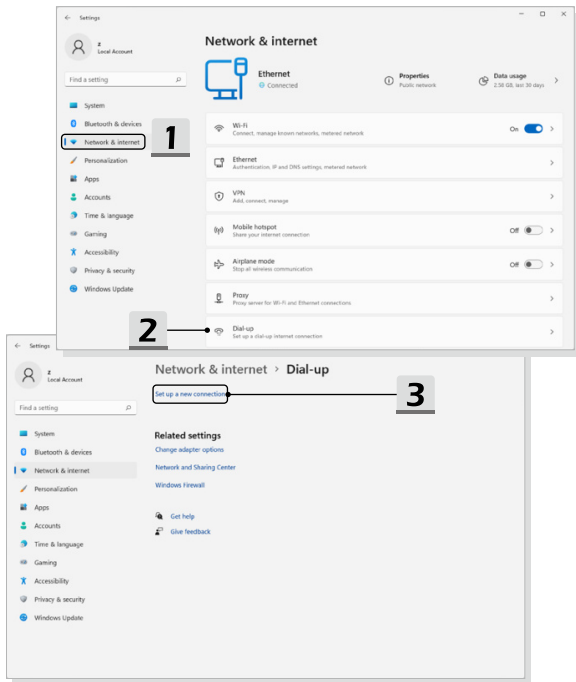 Settings
z
Local Account
Find a setting
System
Bluetooth & devices
Network & internet
Personalization
Apps
Accounts
Time & language
Gaming
Accessibility
Privacy & security
Windows Update
1
Network & internet
Ethernet
Connected
Properties
Public network
Data usage
2.58 GB, last 30 days
Wi-Fi
Connect, manage known networks, metered network
On
Ethernet
Authentication, IP and DNS settings, metered network
VPN
Add, connect, manage
Mobile hotspot
Share your internet connection
Off
Airplane mode
Stop all wireless communication
Off
Proxy
Proxy server for Wi-Fi and Ethernet connections
2
Dial-up
Set up a dial-up internet connection
Settings
z
Local Account
Find a setting
System
Bluetooth & devices
Network & internet
Personalization
Apps
Accounts
Time & language
Gaming
Accessibility
Privacy & security
Windows Update
Network & internet > Dial-up
Set up a new connection
3
Related settings
Change adapter options
Network and Sharing Center
Windows Firewall
Get help
Give feedback